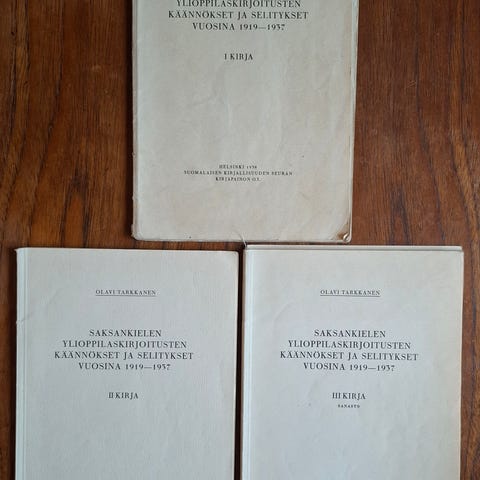 YLIOPPILASKIRJOITUSTEN
KÄÄNNÖKSET JA SELITYKSET
VUOSINA 1919—1937
I KIRJA
HELSINKI 1938
SUOMALAISEN KIRJALLISUUDEN SEURAN
KIRJAPAINON O.Y.
OLAVI TARKKANEN
SAKSANKIELEN
YLIOPPILASKIRJOITUSTEN
KÄÄNNÖKSET JA SELITYKSET
VUOSINA 1919—1937
II KIRJA
OLAVI TARKKANEN
SAKSANKIELEN
YLIOPPILASKIRJOITUSTEN
KÄÄNNÖKSET JA SELITYKSET
VUOSINA 1919—1937
III KIRJA
SANASTO